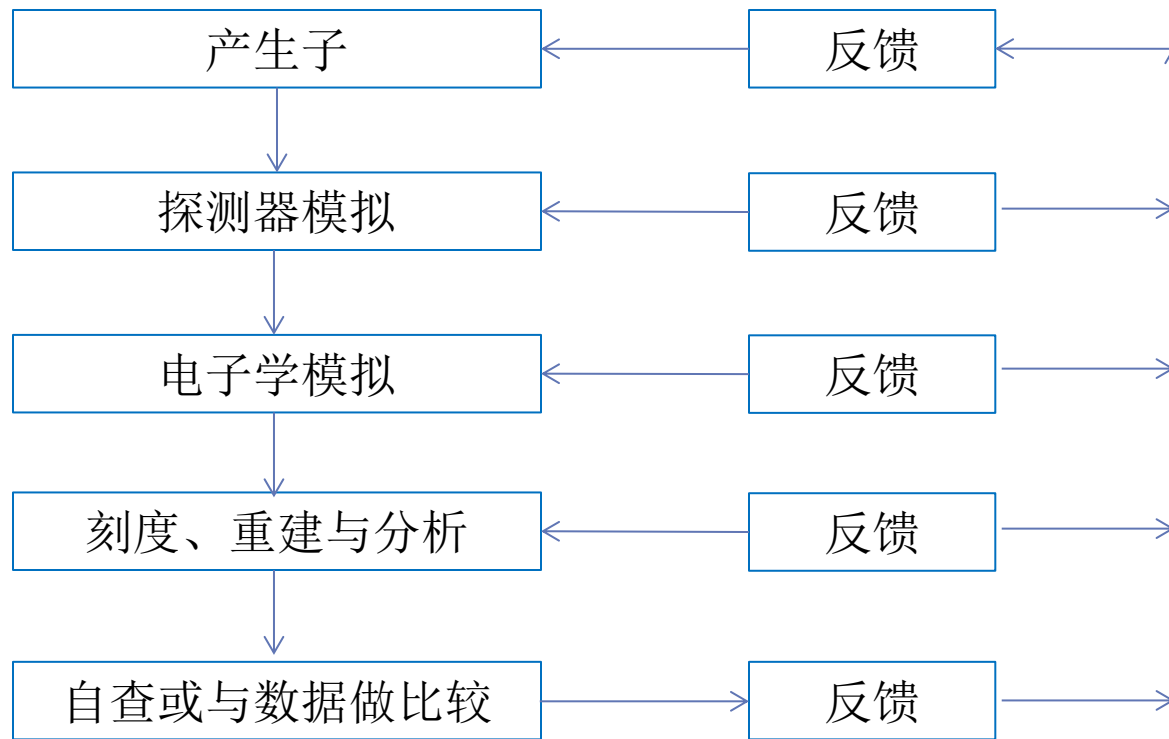 产生子
反馈
探测器模拟
反馈
电子学模拟
反馈
刻度、重建与分析
反馈
自查或与数据做比较
反馈